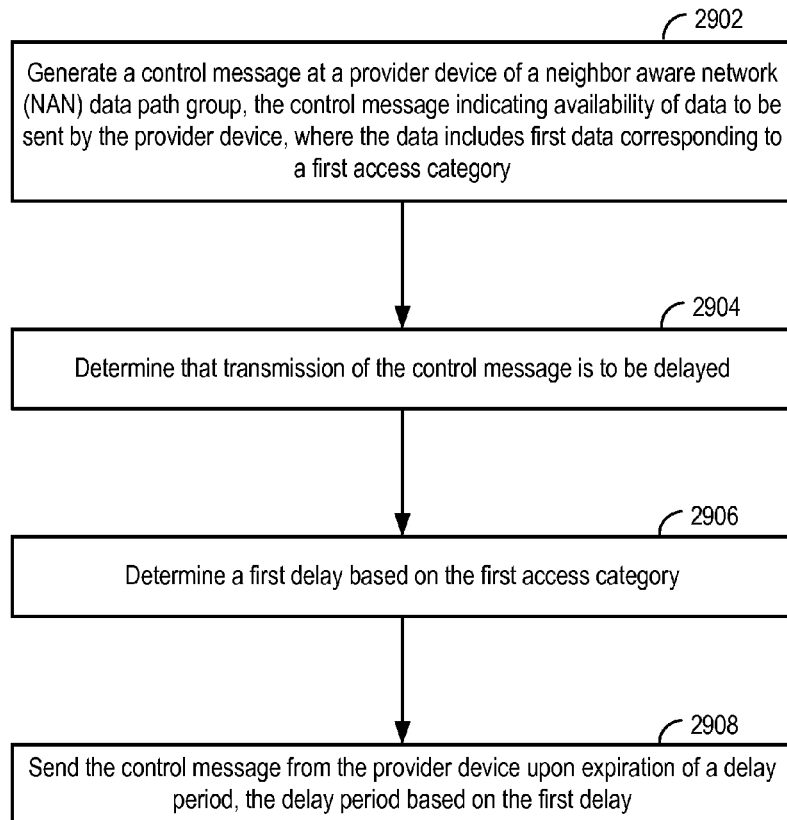 2902
Generate a control message at a provider device of a neighbor aware network
(NAN) data path group, the control message indicating availability of data to be
sent by the provider device, where the data includes first data corresponding to
a first access category
2904
Determine that transmission of the control message is to be delayed
2906
Determine a first delay based on the first access category
2908
Send the control message from the provider device upon expiration of a delay
period, the delay period based on the first delay